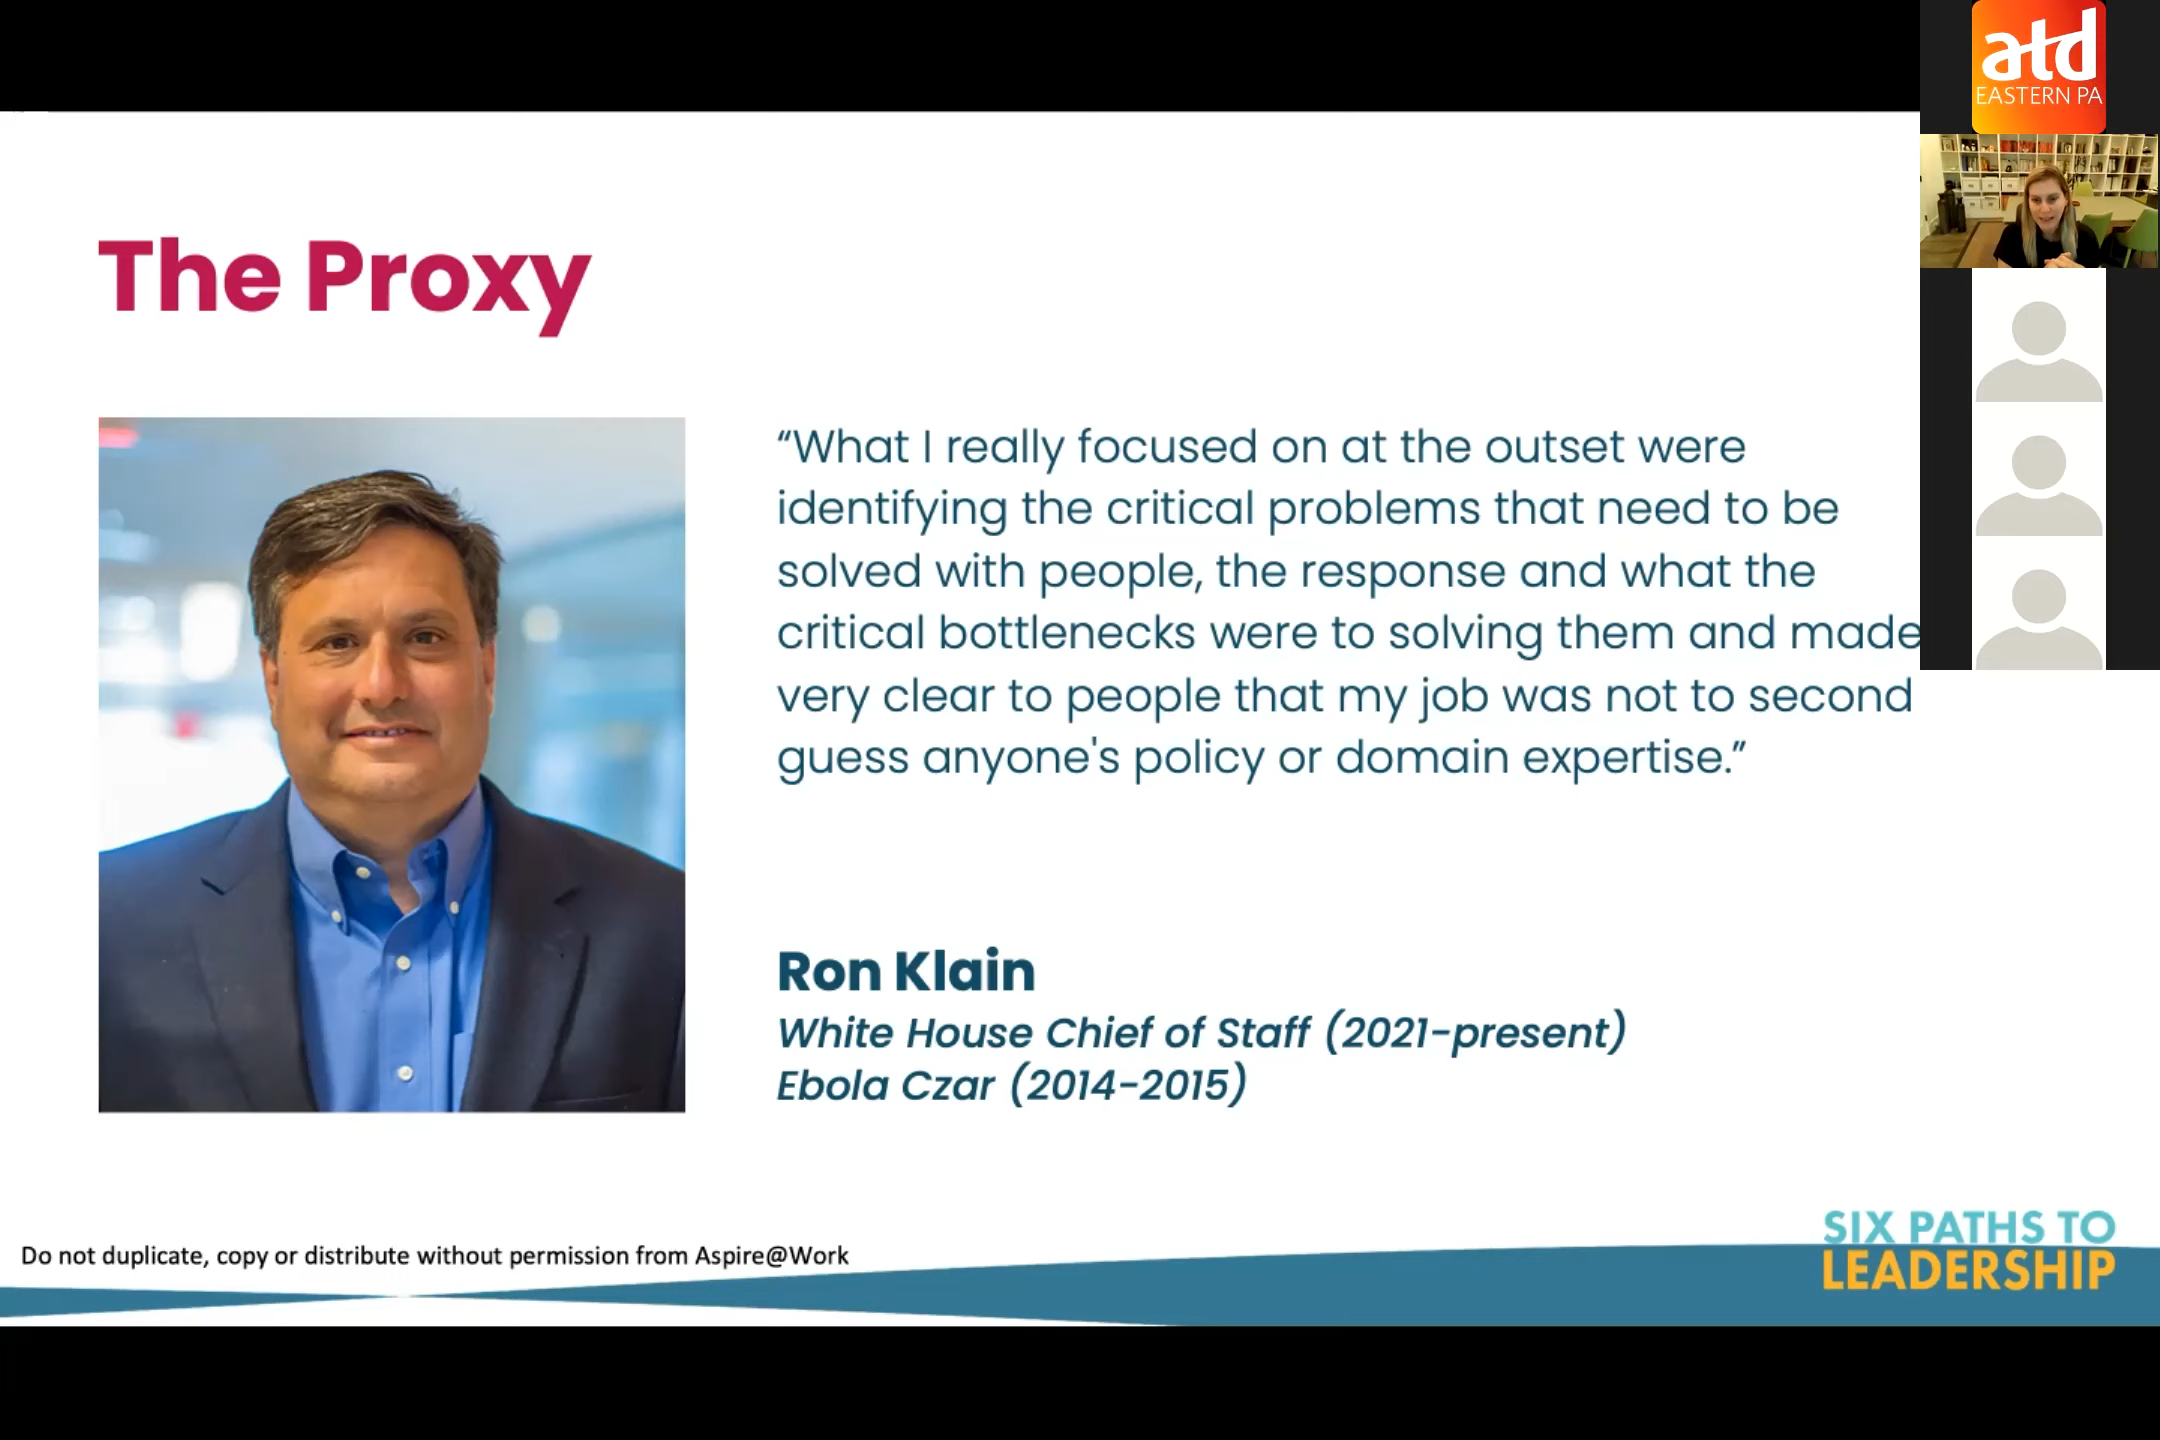 The Proxy
“What I really focused on at the outset were
identifying the critical problems that need to be
solved with people, the response and what the
critical bottlenecks were to solving them and made
very clear to people that my job was not to second
guess anyone's policy or domain expertise.”
Ron Klain
White House Chief of Staff (2021-present)
Ebola Czar (2014-2015)
Do not duplicate, copy or distribute without permission from Aspire@Work
SIX PATHS TO
LEADERSHIP
atd
EASTERN PA